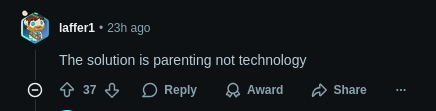 laffer1 • 23h ago
The solution is parenting not technology
37 Reply Award Share ...